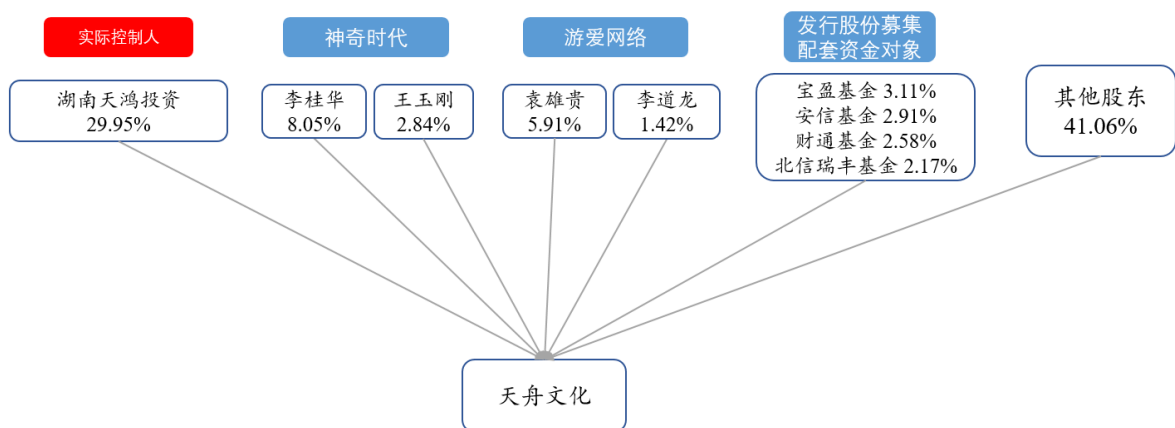 实际控制人
神奇时代
游爱网络
发行股份募集
配套资金对象
湖南天鸿投资
29.95%
李桂华
8.05%
王玉刚
2.84%
袁雄贵
5.91%
李道龙
1.42%
宝盈基金 3.11%
安信基金 2.91%
财通基金 2.58%
北信瑞丰基金 2.17%
其他股东
41.06%
天舟文化